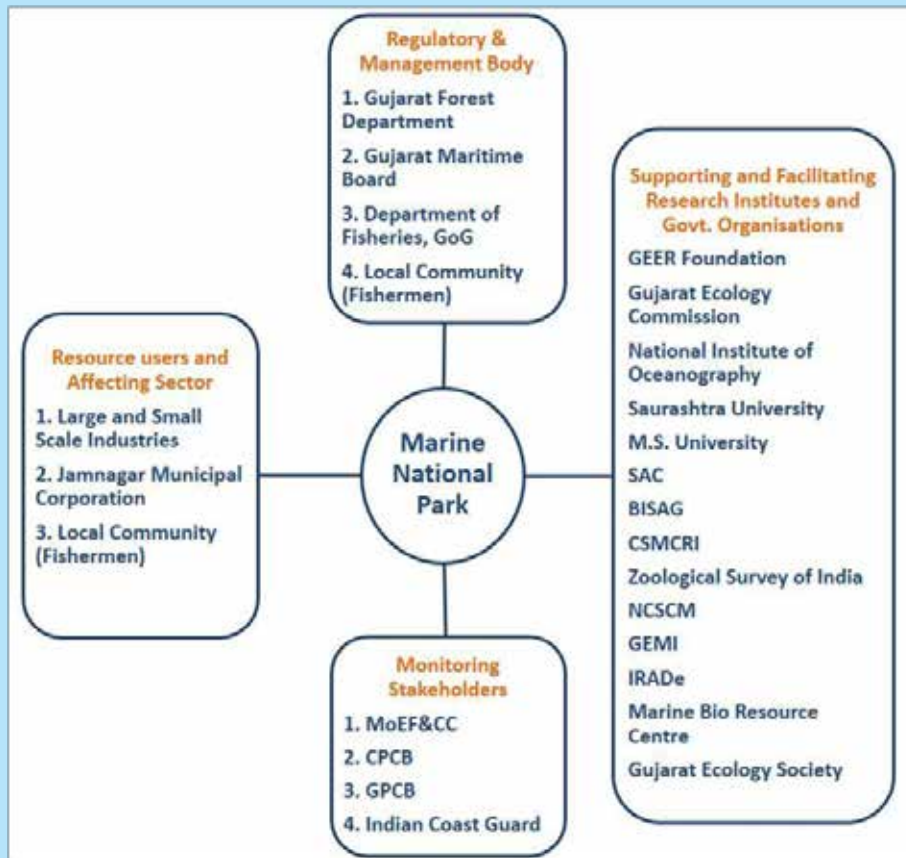 Regulatory &
Management Body
1. Gujarat Forest
Department
2. Gujarat Maritime
Board
3. Department of
Fisheries, GoG
4. Local Community
(Fishermen)
Resource users and
Affecting Sector
1. Large and Small
Scale Industries
2. Jamnagar Municipal
Corporation
3. Local Community
(Fishermen)
Marine
National
Park
Supporting and Facilitating
Research Institutes and
Govt. Organisations
GEER Foundation
Gujarat Ecology
Commission
National Institute of
Oceanography
Saurashtra University
M.S. University
SAC
BISAG
CSMCRI
Zoological Survey of India
NCSCM
GEMI
IRADe
Marine Bio Resource
Centre
Gujarat Ecology Society
Monitoring
Stakeholders
1. MoEF&CC
2. CPCB
3. GPCB
4. Indian Coast Guard